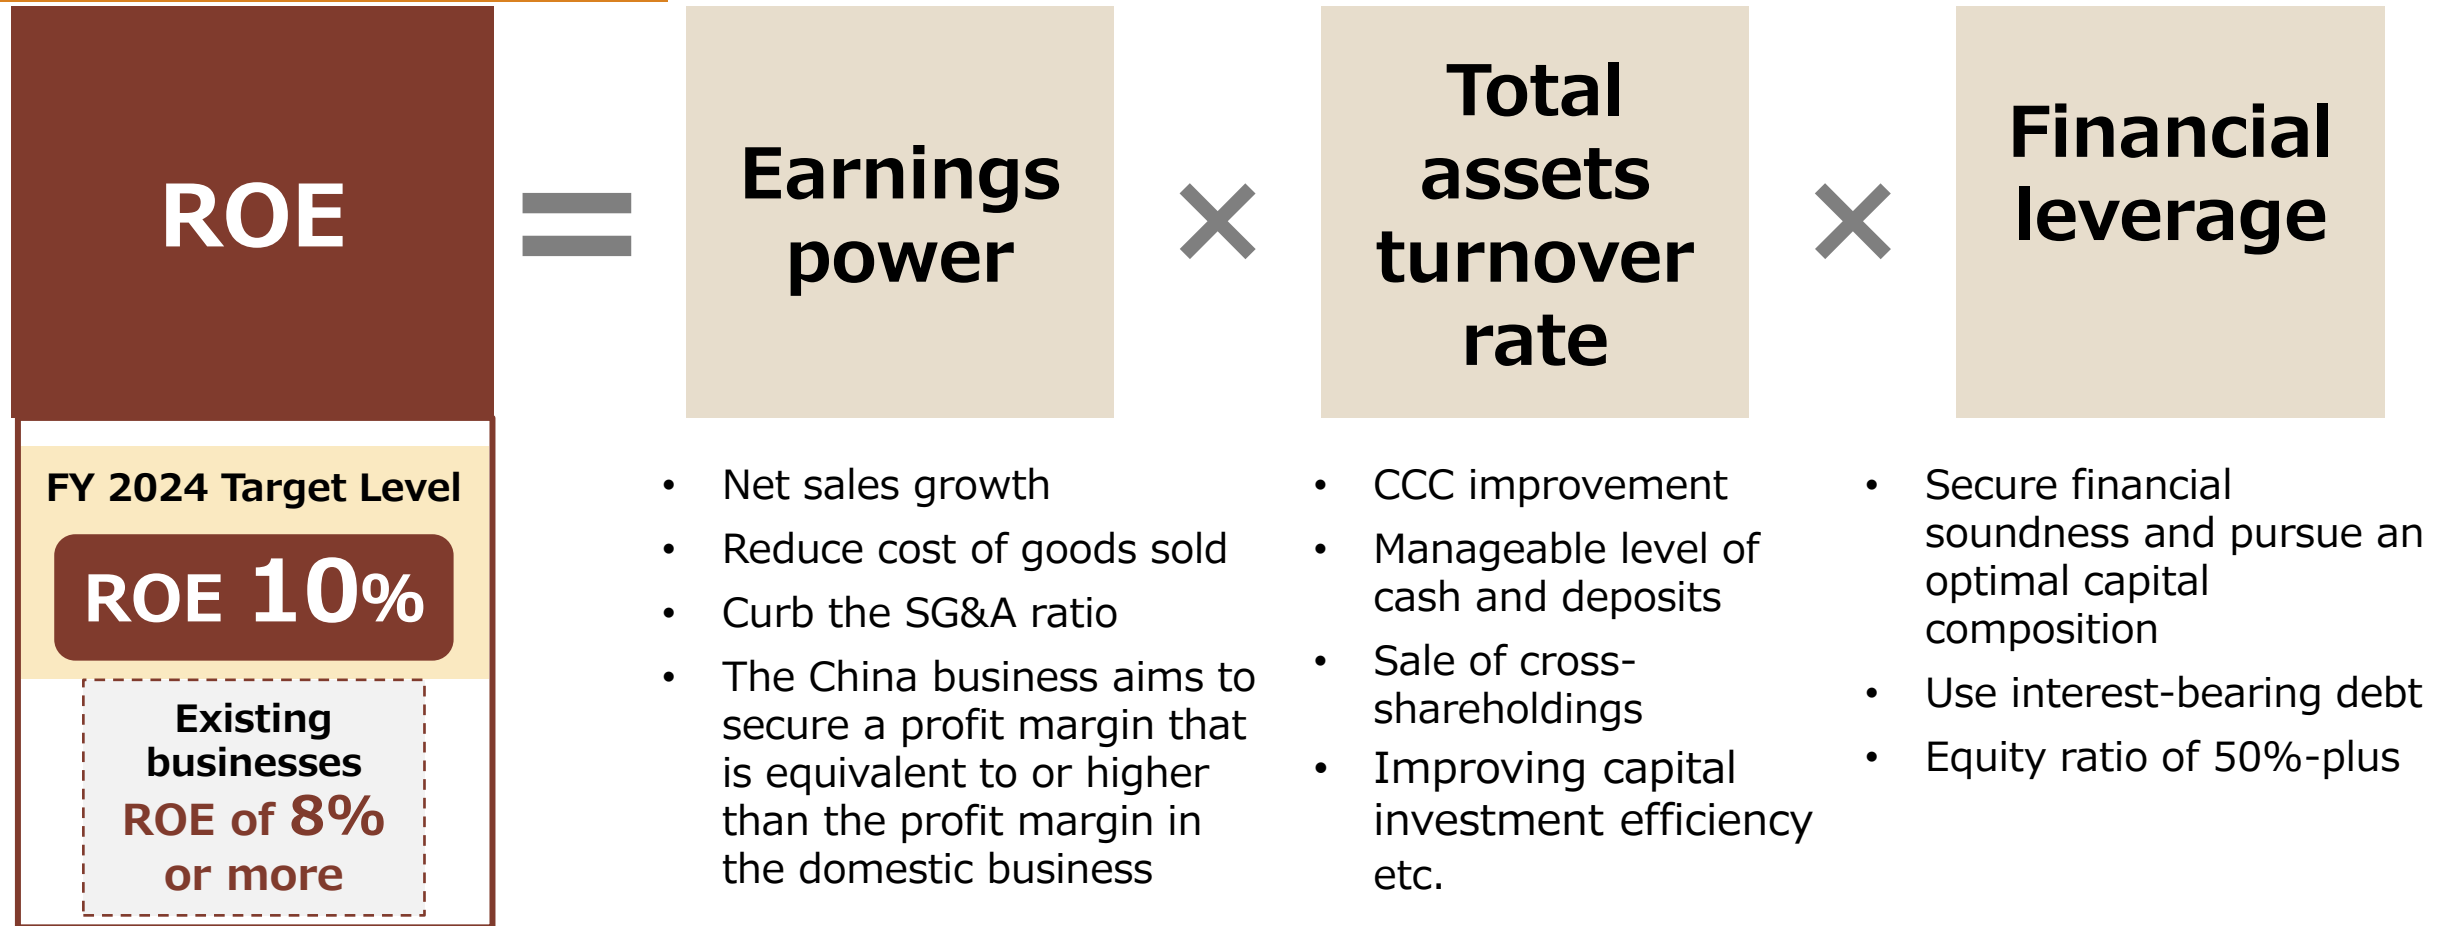 ROE
=
Earnings
power
×
Total
assets
turnover
rate
×
Financial
leverage
FY 2024 Target Level
ROE 10%
Existing
businesses
ROE of 8%
or more
• Net sales growth
• Reduce cost of goods sold
• Curb the SG&A ratio
• The China business aims to
secure a profit margin that
is equivalent to or higher
than the profit margin in
the domestic business
• CCC improvement
• Manageable level of
cash and deposits
• Sale of cross-
shareholdings
• Improving capital
investment efficiency
etc.
• Secure financial
soundness and pursue an
optimal capital
composition
• Use interest-bearing debt
• Equity ratio of 50%-plus